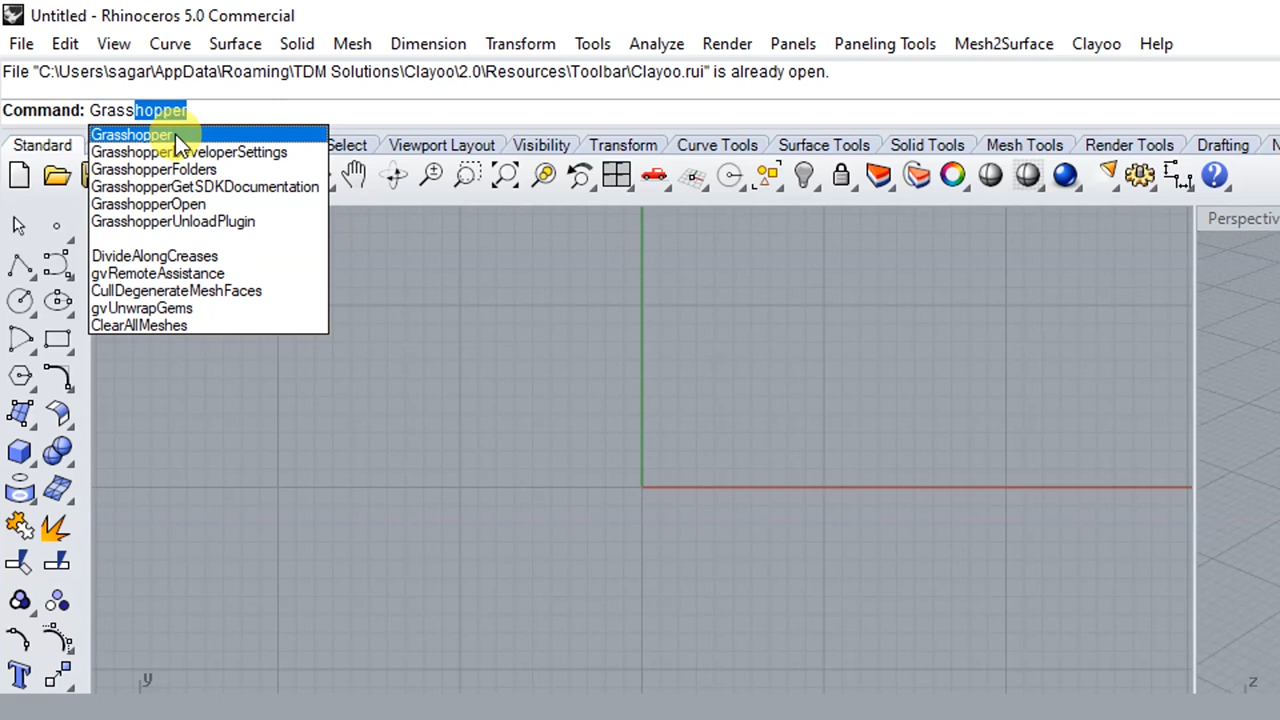 Untitled - Rhinoceros 5.0 Commercial
File Edit View Curve Surface Solid Mesh Dimension Transform Tools Analyze Render Panels Paneling Tools Mesh2Surface Clayoo Help
File "C:\Users\sagar\AppData\Roaming\TDM Solutions\Clayoo\2.0\Resources\Toolbar\Clayoo.rui" is already open.
Command: Grasshopper
Grasshopper
GrasshopperDeveloperSettings
GrasshopperFolders
GrasshopperGetSDKDocumentation
GrasshopperOpen
GrasshopperUnloadPlugin
DivideAlongCreases
gvRemoteAssistance
CullDegenerateMeshFaces
gvUnwrapGems
ClearAllMeshes
Standard Viewport Layout Visibility Transform Curve Tools Surface Tools Solid Tools Mesh Tools Render Tools Drafting
y
z